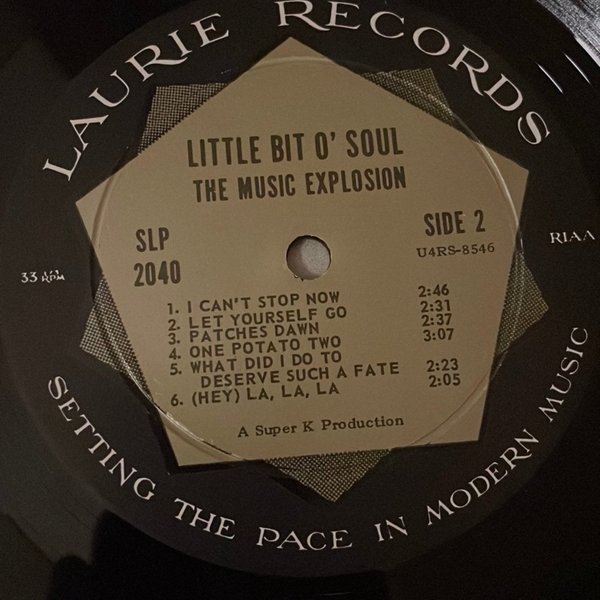 LAURIE RECORDS
LITTLE BIT O' SOUL
THE MUSIC EXPLOSION
SLP
2040
SIDE 2
U4RS-8546
33 1/3
RPM
RIAA
1. I CAN'T STOP NOW 2:46
2. LET YOURSELF GO 2:31
3. PATCHES DAWN 2:37
4. ONE POTATO TWO 3:07
5. WHAT DID I DO TO
DESERVE SUCH A FATE 2:23
6. (HEY) LA, LA, LA 2:05
A Super K Production
SETTING THE PACE IN MODERN MUSIC